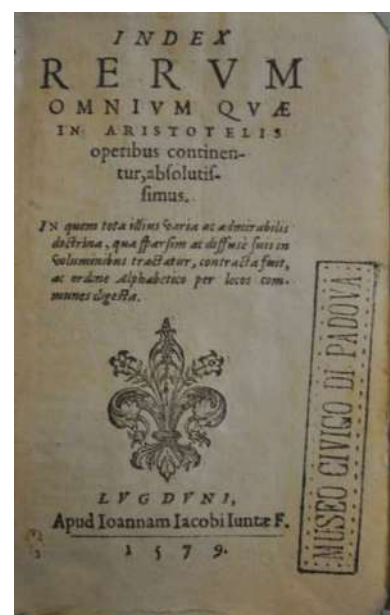 INDEX
RERVM
OMNIVM QVÆ
IN ARISTOTELIS
operibus continen-
tur, absolutis-
simus.
IN quem tota illius varia ac admirabilis
doctrina, qua sparsim ac diffusè suis in
voluminibus tractatur, contracta fuit,
ac ordine Alphabetico per locos com-
munes digesta.
LVGDVNI,
Apud Ioannam Iacobi Iuntæ F.
1579.
MUSEO CIVICO DI PADOVA